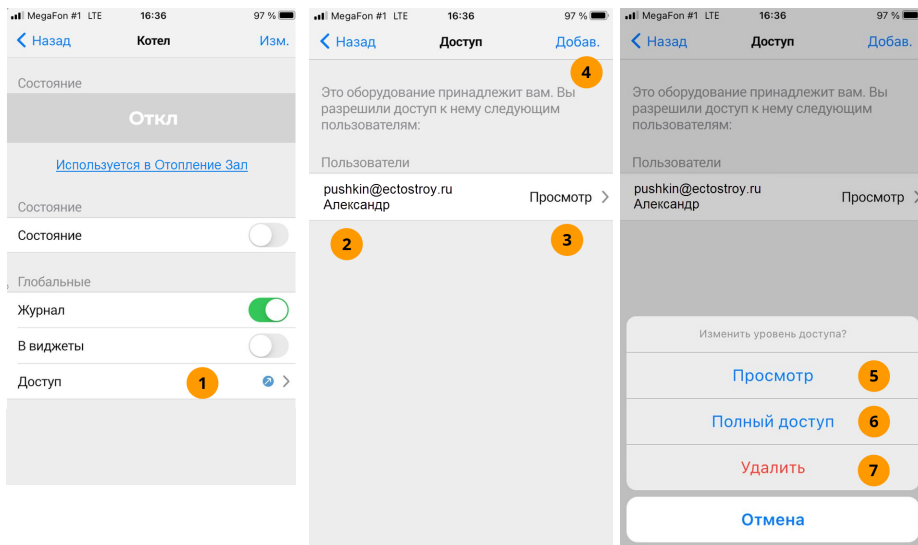 MegaFon #1 LTE 16:36 97 %
Назад Котел Изм.
Состояние
Откл
Используется в Отопление Зал
Состояние
Состояние
Глобальные
Журнал
В виджеты
Доступ 1
MegaFon #1 LTE 16:36 97 %
Назад Доступ Добав.
4
Это оборудование принадлежит вам. Вы
разрешили доступ к нему следующим
пользователям:
Пользователи
pushkin@ectostroy.ru
Александр
Просмотр
2 3
MegaFon #1 LTE 16:36 97 %
Назад Доступ Добав.
Это оборудование принадлежит вам. Вы
разрешили доступ к нему следующим
пользователям:
Пользователи
pushkin@ectostroy.ru
Александр
Просмотр
Изменить уровень доступа?
Просмотр 5
Полный доступ 6
Удалить 7
Отмена